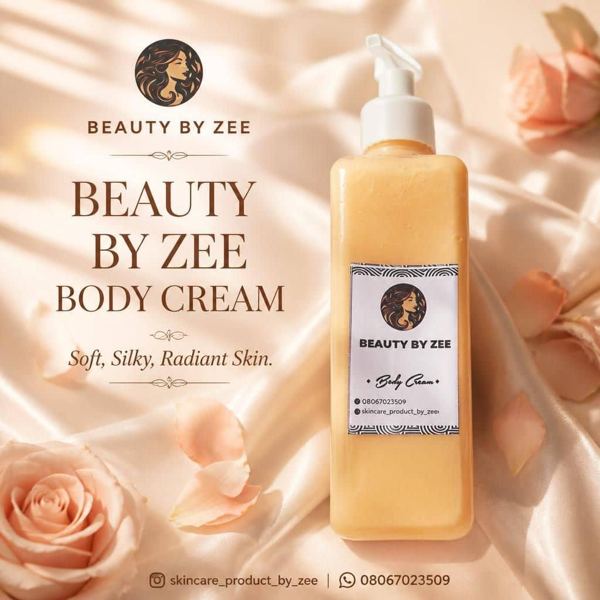 BEAUTY BY ZEE
BEAUTY
BY ZEE
BODY CREAM
Soft, Silky, Radiant Skin.
BEAUTY BY ZEE
Body Cream
08067023509
skincare_product_by_zee
skincare_product_by_zee | 08067023509